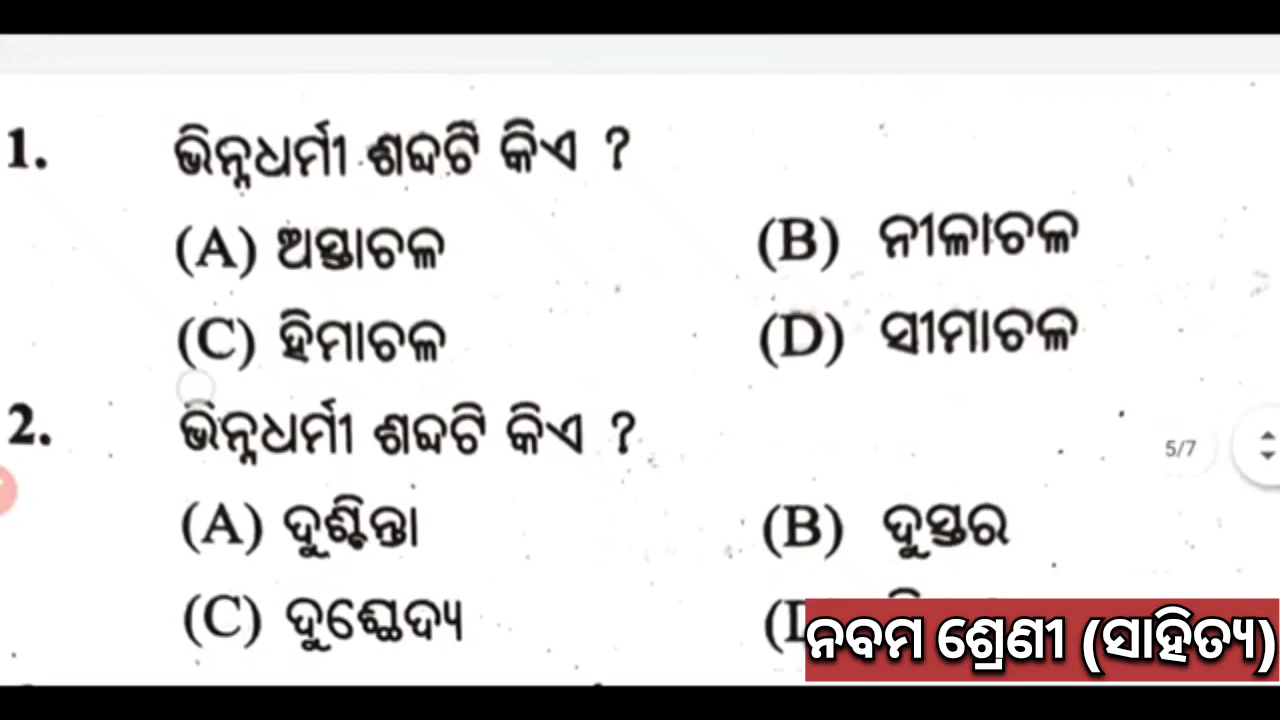 1. ଭିନ୍ନଧର୍ମୀ ଶବ୍ଦଟି କିଏ ?
(A) ଅସ୍ତାଚଳ (B) ନୀଳାଚଳ
(C) ହିମାଚଳ (D) ସୀମାଚଳ
2. ଭିନ୍ନଧର୍ମୀ ଶବ୍ଦଟି କିଏ ?
5/7
(A) ଦୁଶ୍ଚିନ୍ତା (B) ଦୁସ୍ତର
(C) ଦୁଶ୍ଛେଦ୍ୟ
ନବମ ଶ୍ରେଣୀ (ସାହିତ୍ୟ)